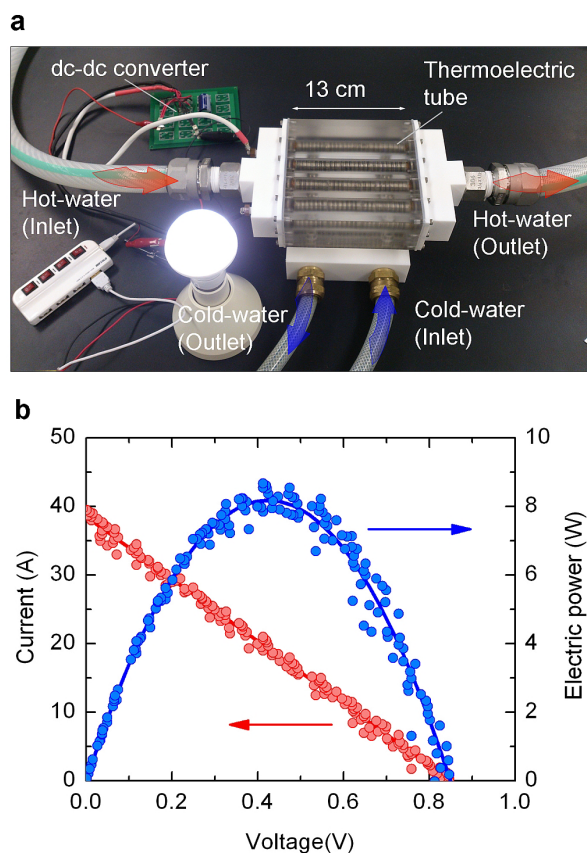 a
dc-dc converter
13 cm
Thermoelectric
tube
Hot-water
(Inlet)
Hot-water
(Outlet)
Cold-water
(Outlet)
Cold-water
(Inlet)
b
50
40
30
20
10
0
Current (A)
10
8
6
4
2
0
Electric power (W)
0.0
0.2
0.4
0.6
0.8
1.0
Voltage(V)